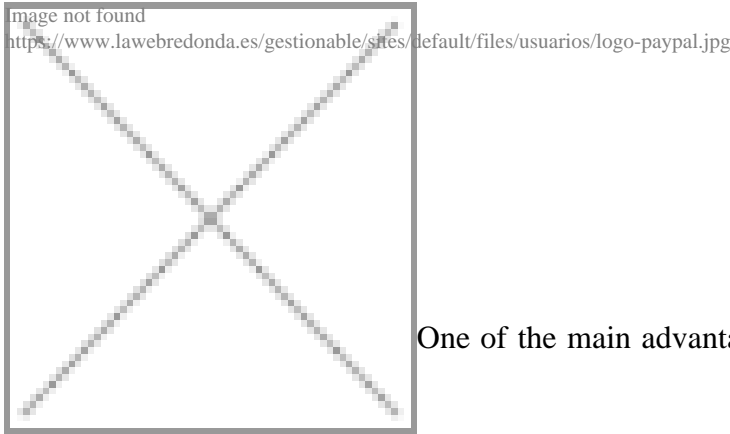 Image not found
https://www.lawebredonda.es/gestionable/sites/default/files/usuarios/logo-paypal.jpg
One of the main